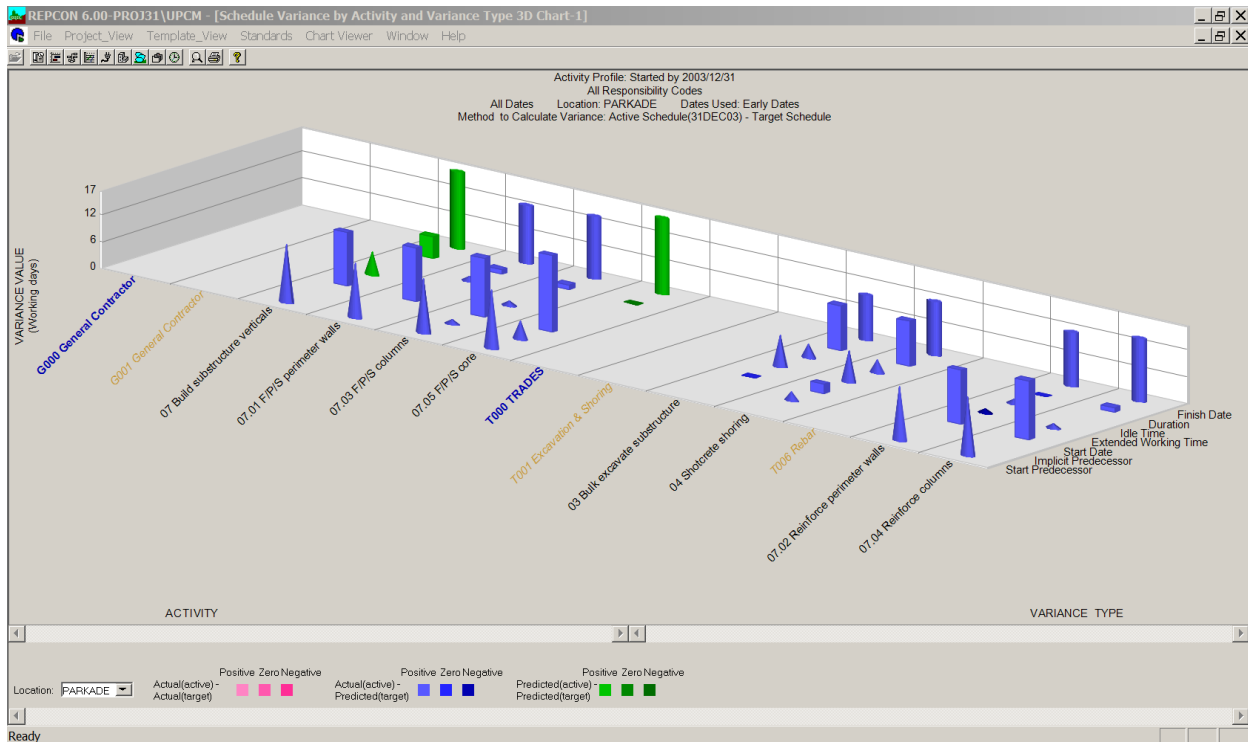 REPCON 6.00-PROJ31\UPCM - [Schedule Variance by Activity and Variance Type 3D Chart-1]
File Project_View Template_View Standards Chart Viewer Window Help
Activity Profile: Started by 2003/12/31
All Responsibility Codes
All Dates Location: PARKADE Dates Used: Early Dates
Method to Calculate Variance: Active Schedule(31DEC03) - Target Schedule
17
12
6
0
VARIANCE VALUE
(Working days)
G000 General Contractor
G001 General Contractor
07 Build substructure verticals
07.01 F/P/S perimeter walls
07.03 F/P/S columns
07.05 F/P/S core
T000 TRADES
T001 Excavation & Shoring
03 Bulk excavate substructure
04 Shotcrete shoring
T006 Rebar
07.02 Reinforce perimeter walls
07.04 Reinforce columns
Finish Date
Duration
Idle Time
Extended Working Time
Start Date
Implicit Predecessor
Start Predecessor
ACTIVITY
VARIANCE TYPE
Location: PARKADE
Positive Zero Negative
Actual(active) -
Actual(target)
Positive Zero Negative
Actual(active) -
Predicted(target)
Positive Zero Negative
Predicted(active) -
Predicted(target)
Ready